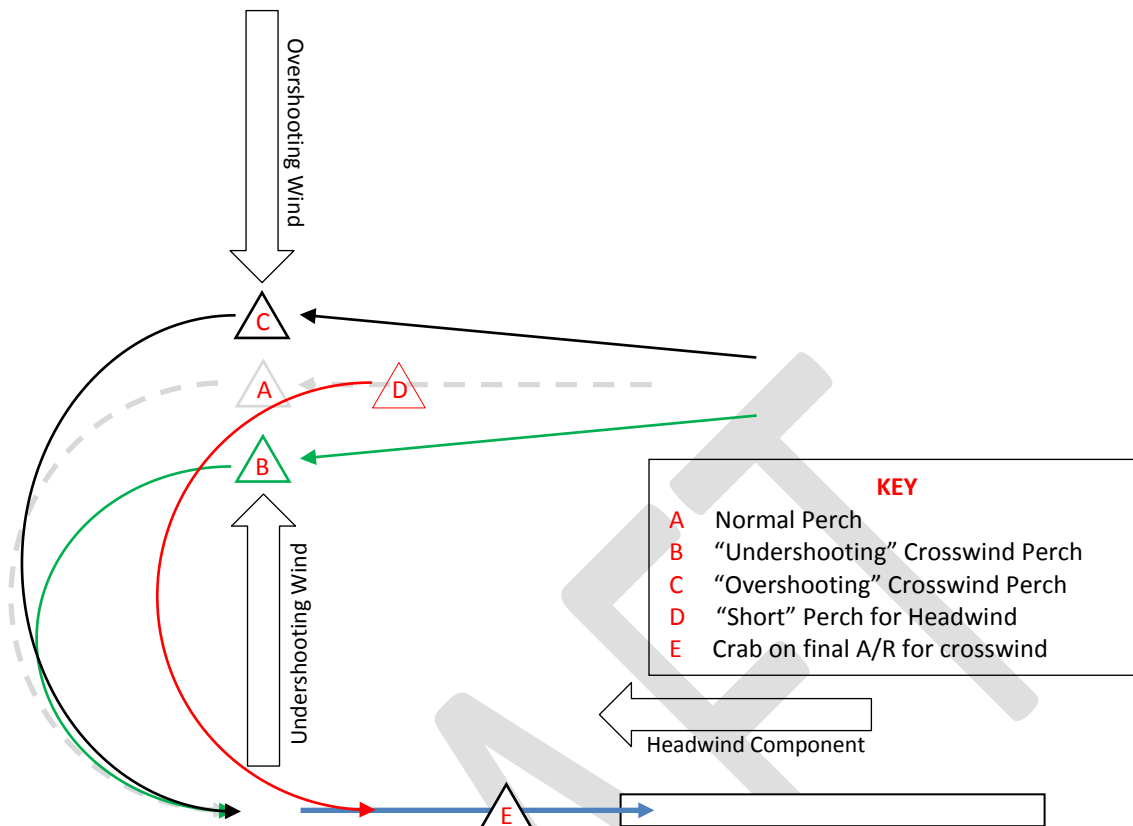 Overshooting Wind
C
A
D
B
Undershooting Wind
KEY
A Normal Perch
B “Undershooting” Crosswind Perch
C “Overshooting” Crosswind Perch
D “Short” Perch for Headwind
E Crab on final A/R for crosswind
Headwind Component
E